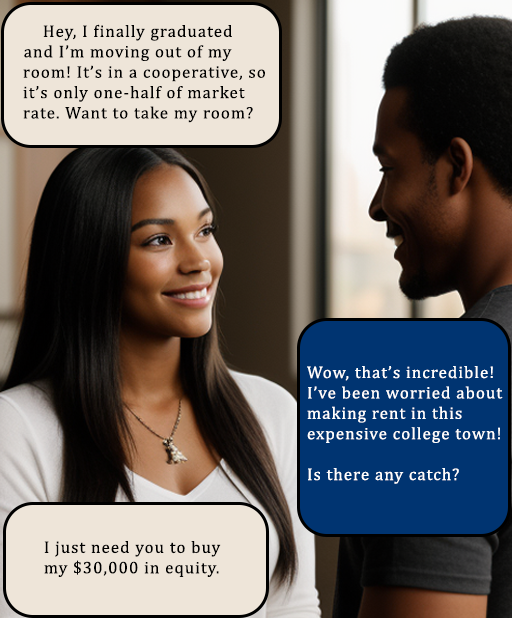 Hey, I finally graduated
and I’m moving out of my
room! It’s in a cooperative, so
it’s only one-half of market
rate. Want to take my room?
Wow, that’s incredible!
I’ve been worried about
making rent in this
expensive college town!
Is there any catch?
I just need you to buy
my $30,000 in equity.